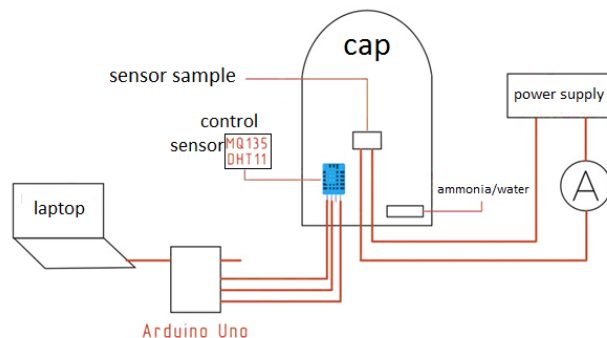 cap
sensor sample
power supply
control
sensor
MQ135
DHT11
A
ammonia/water
laptop
Arduino Uno